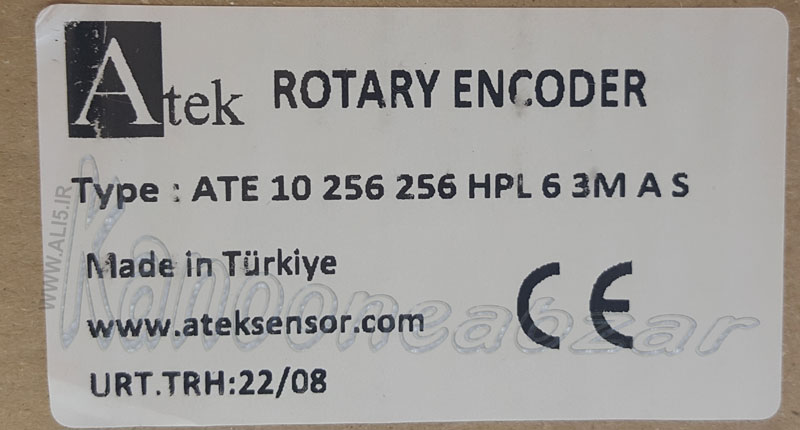 Atek ROTARY ENCODER
Type : ATE 10 256 256 HPL 6 3M A S
Made in Türkiye
www.ateksensor.com
CE
URT.TRH:22/08
WWW.ALI5.IR
Kanooneabzar